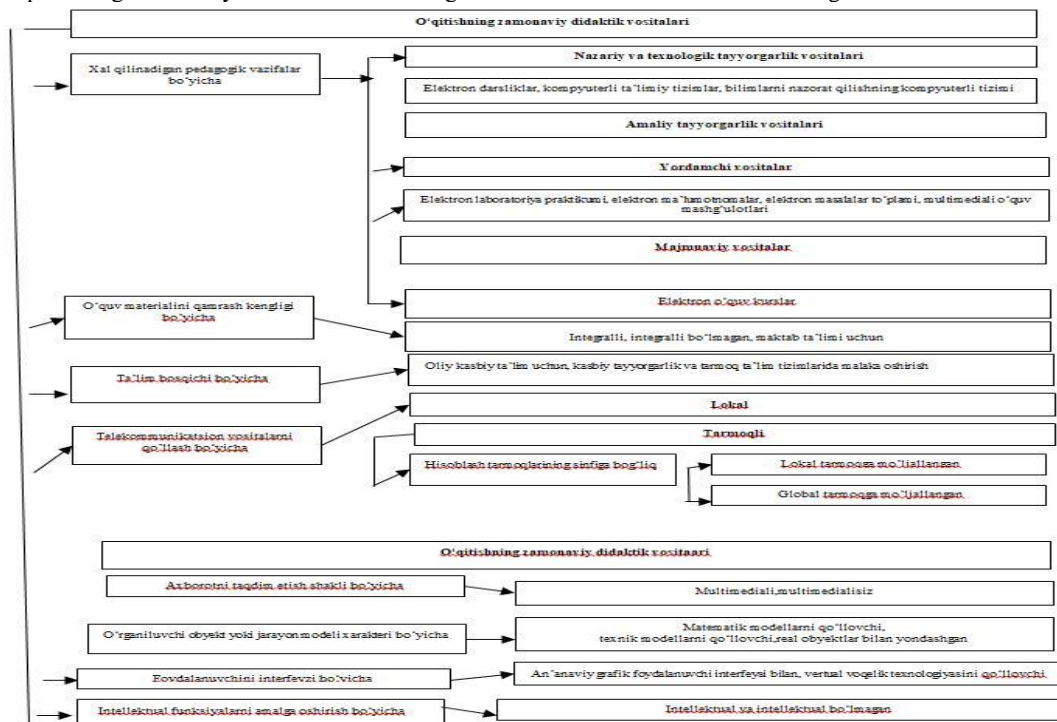 O'qitishning zamonaviy didaktik vositalari
Xal qilinadigan pedagogik vazifalar
bo'yicha
Nazariy va texnologik tayyorgarlik vositalari
Elektron darsliklar, kompyuterli ta'limiy tizimlar, bilimlarni nazorat qilishning kompyuterli tizimi
Amaliy tayyorgarlik vositalari
Yordamchi vositalar
Elektron laboratoriya praktikumi, elektron ma'lumotnomalar, elektron masalalar to'plami, multimediali o'quv
mashg'ulotlari
Majmuaviy vositalar
Elektron o'quv kurslar
O'quv materialini qamrash kengligi
bo'yicha
Integralli, integralli bo'lmagan, maktab ta'limi uchun
Ta'lim bosqichi bo'yicha
Oliy kasbiy ta'lim uchun, kasbiy tayyorgarlik va tarmoq ta'lim tizimlarida malaka oshirish
Telekommunikatsion vositalarni
qo'llash bo'yicha
Lokal
Tarmoqli
Hisoblash tarmoqlarining sinfiga bog'liq
Lokal tarmoqga mo'ljallangan
Global tarmoqga mo'ljallangan
O'qitishning zamonaviy didaktik vositaari
Axborotni taqdim etish shakli bo'yicha
Multimediali,multimedialisiz
O'rganiluvchi obyekt yoki jarayon modeli xarakteri bo'yicha
Matematik modellarni qo'llovchi,
texnik modellarni qo'llovchi,real obyektlar bilan yondashgan
Foydalanuvchini interfeyzi bo'yicha
An'anaviy grafik foydalanuvchi interfeysi bilan, vertual voqelik texnologiyasini qo'llovchi
Intellektual funksiyalarni amalga oshirish bo'yicha
Intellektual va intellektual bo'lmagan